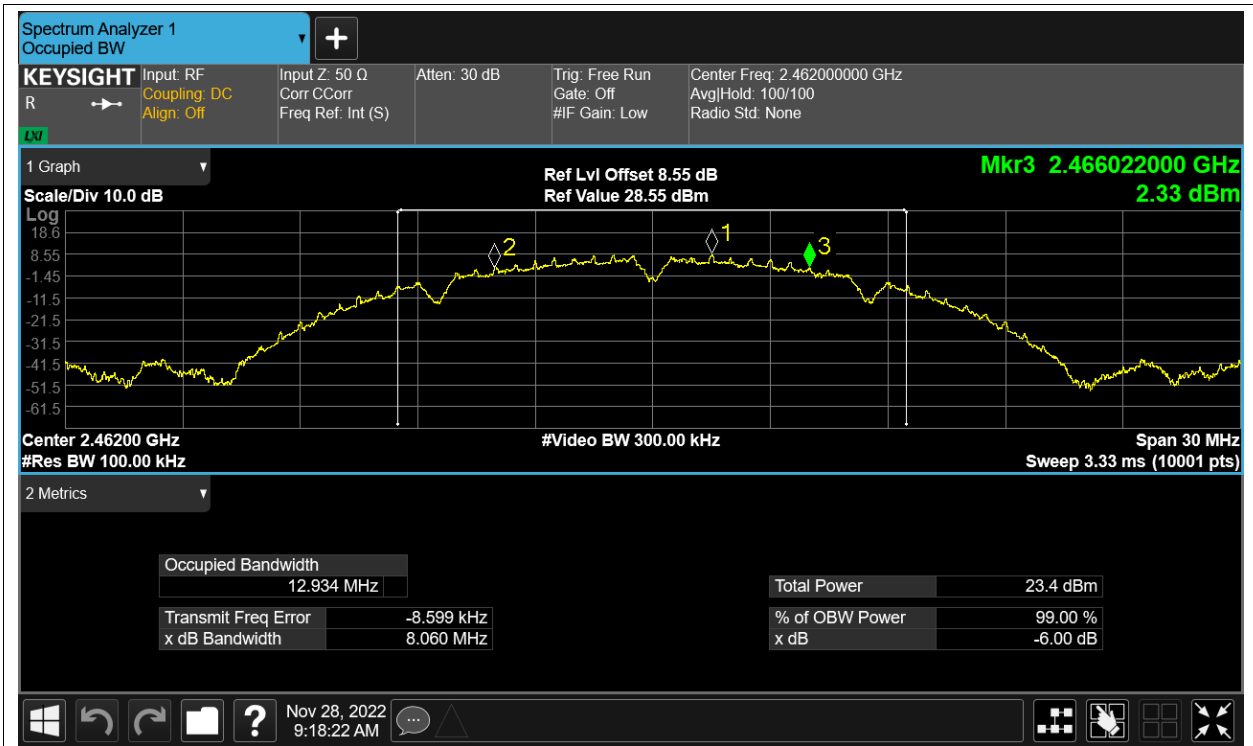 Spectrum Analyzer 1
Occupied BW
KEYSIGHT
R
LXI
Input: RF
Coupling: DC
Align: Off
Input Z: 50 Ω
Corr CCorr
Freq Ref: Int (S)
Atten: 30 dB
Trig: Free Run
Gate: Off
#IF Gain: Low
Center Freq: 2.462000000 GHz
Avg|Hold: 100/100
Radio Std: None
1 Graph
Scale/Div 10.0 dB
Ref Lvl Offset 8.55 dB
Ref Value 28.55 dBm
Mkr3 2.466022000 GHz
2.33 dBm
Log
18.6
8.55
-1.45
-11.5
-21.5
-31.5
-41.5
-51.5
-61.5
2
1
3
Center 2.46200 GHz
#Res BW 100.00 kHz
#Video BW 300.00 kHz
Span 30 MHz
Sweep 3.33 ms (10001 pts)
2 Metrics
Occupied Bandwidth
12.934 MHz
Transmit Freq Error -8.599 kHz
x dB Bandwidth 8.060 MHz
Total Power 23.4 dBm
% of OBW Power 99.00 %
x dB -6.00 dB
?
Nov 28, 2022
9:18:22 AM